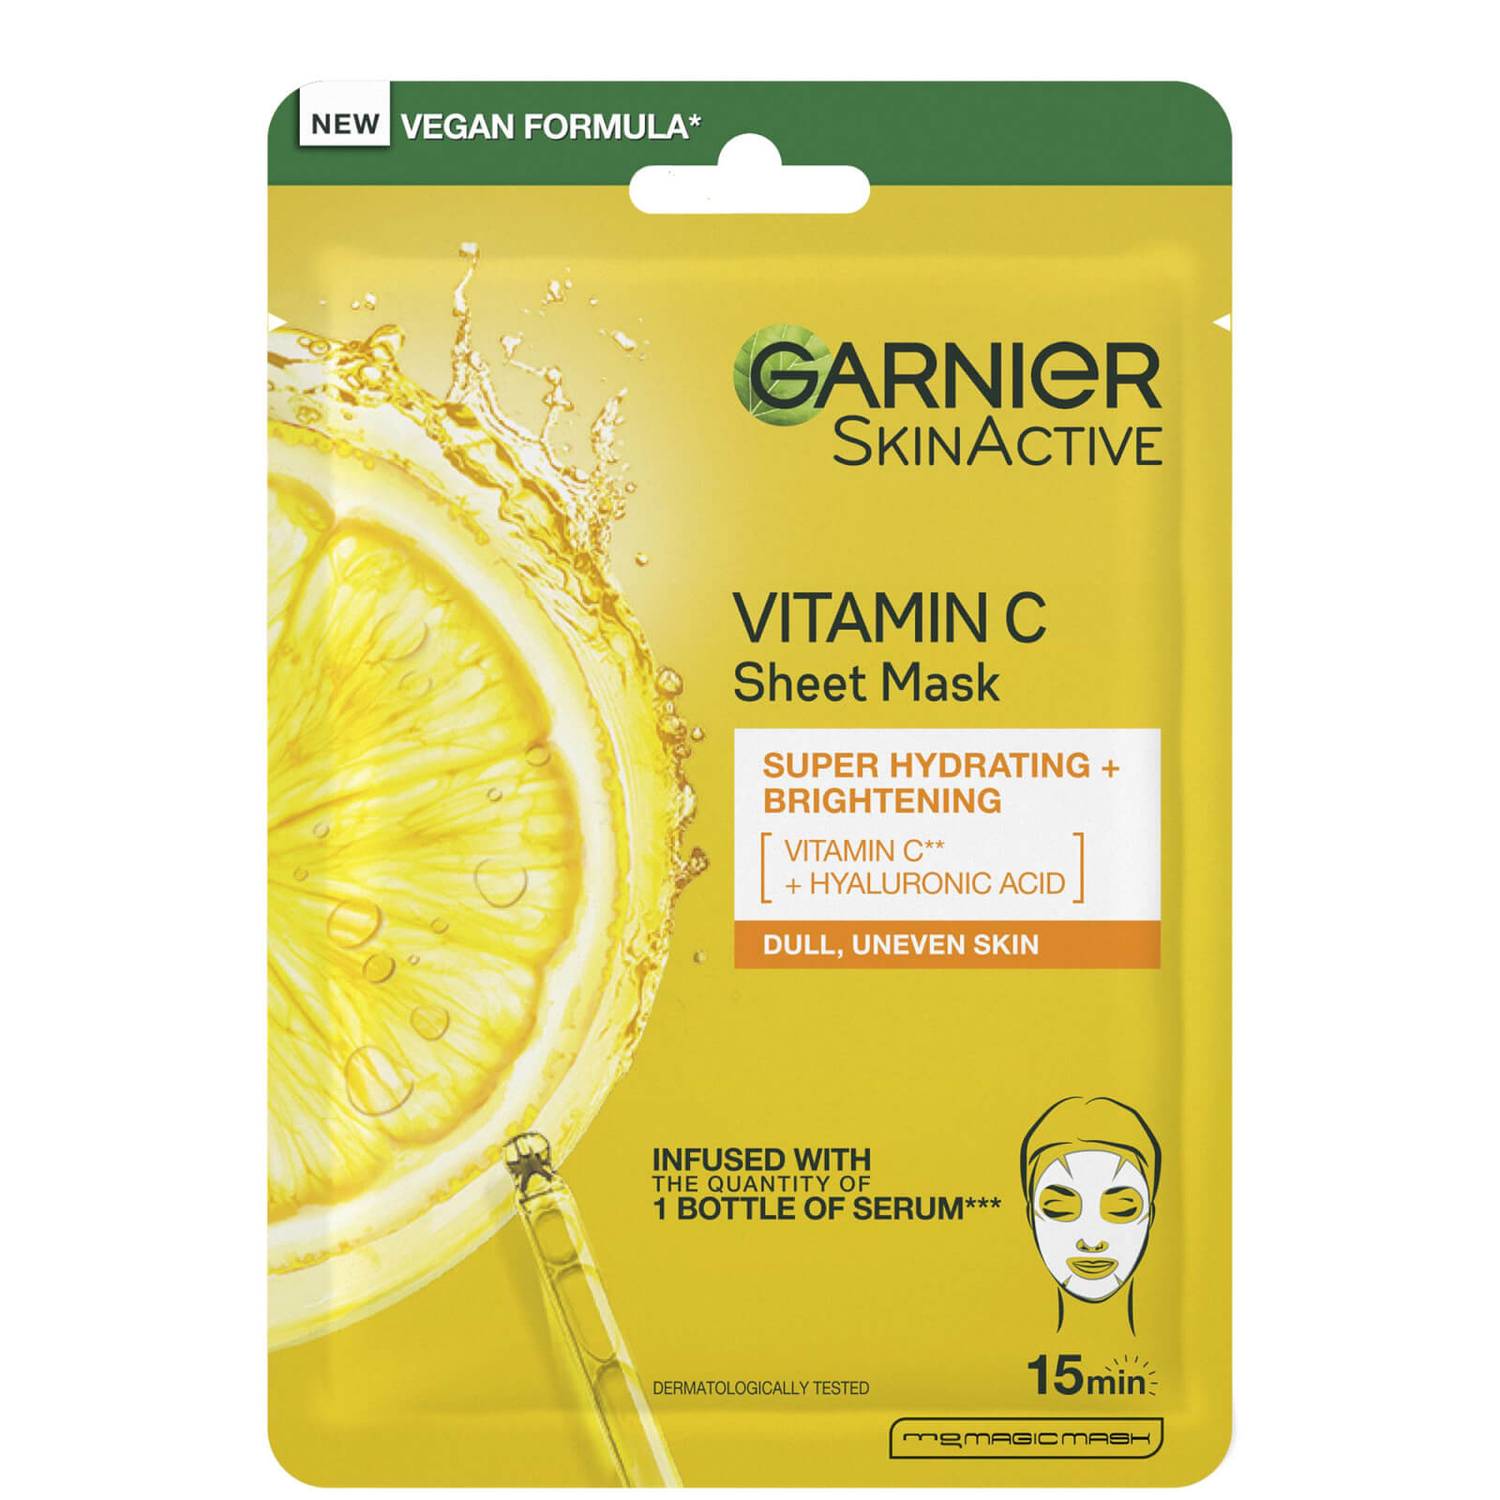 NEW VEGAN FORMULA*
GARNIER
SKINACTIVE
VITAMIN C
Sheet Mask
SUPER HYDRATING +
BRIGHTENING
VITAMIN C**
+ HYALURONIC ACID
DULL, UNEVEN SKIN
INFUSED WITH
THE QUANTITY OF
1 BOTTLE OF SERUM***
15min
DERMATOLOGICALLY TESTED
mg MAGIC MASK